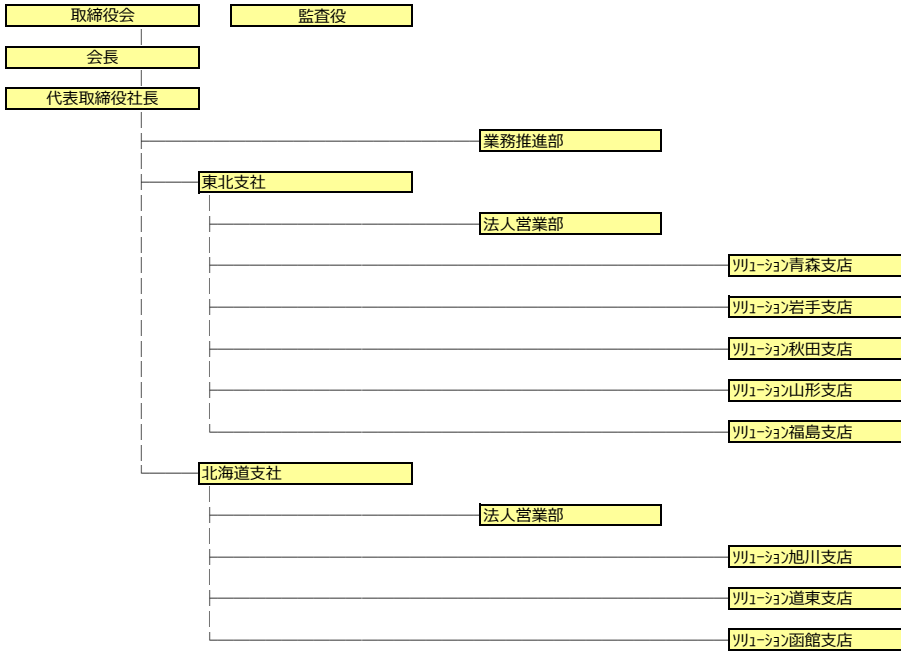 取締役会
監査役
会長
代表取締役社長
業務推進部
東北支社
法人営業部
ソリューション青森支店
ソリューション岩手支店
ソリューション秋田支店
ソリューション山形支店
ソリューション福島支店
北海道支社
法人営業部
ソリューション旭川支店
ソリューション道東支店
ソリューション函館支店